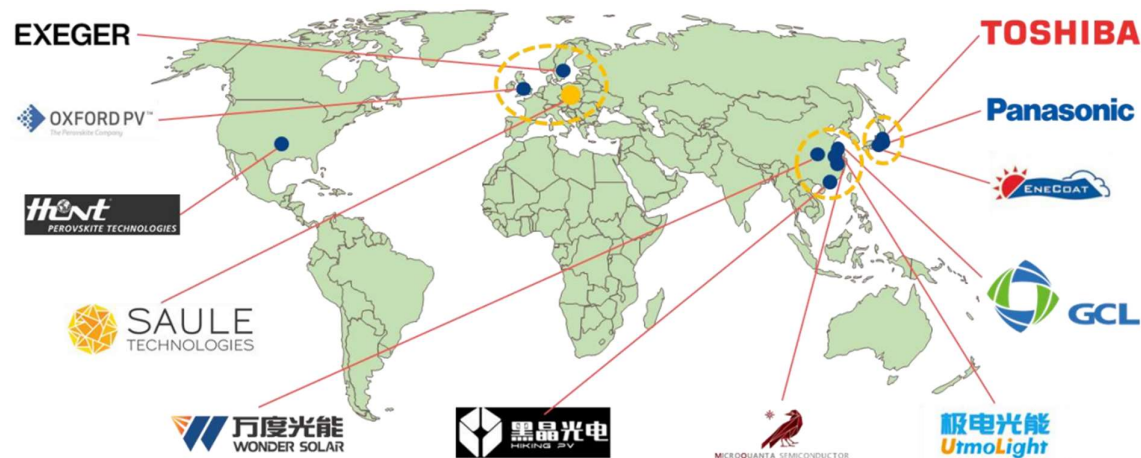 EXEGER
TOSHIBA
OXFORD PV™
The Perovskite Company
Panasonic
ENECOAT
Hunt
PEROVSKITE TECHNOLOGIES
SAULE
TECHNOLOGIES
GCL
万度光能
WONDER SOLAR
黑晶光电
HIKING PV
MICROQUANTA SEMICONDUCTOR
极电光能
UtmoLight